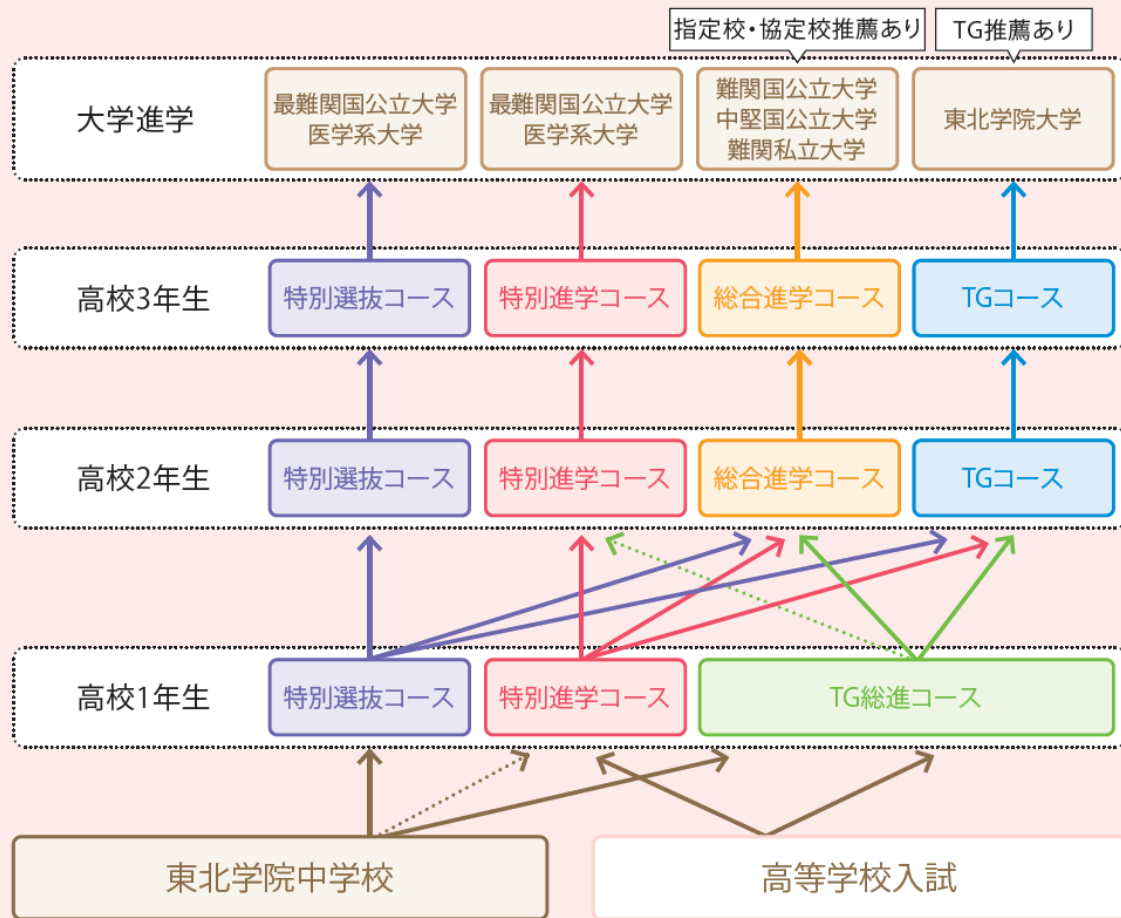 指定校・協定校推薦あり
TG推薦あり
大学進学
最難関国公立大学
医学系大学
最難関国公立大学
医学系大学
難関国公立大学
中堅国公立大学
難関私立大学
東北学院大学
高校3年生
特別選抜コース
特別進学コース
総合進学コース
TGコース
高校2年生
特別選抜コース
特別進学コース
総合進学コース
TGコース
高校1年生
特別選抜コース
特別進学コース
TG総進コース
東北学院中学校
高等学校入試